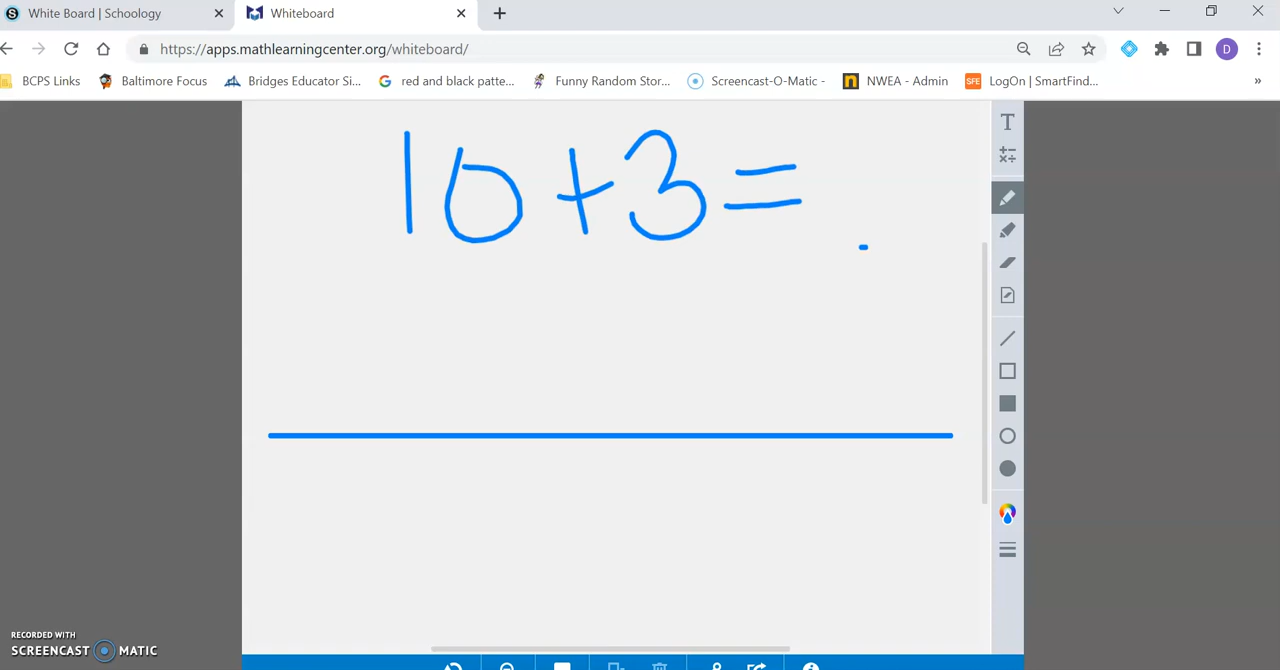 White Board | Schoology
Whiteboard
https://apps.mathlearningcenter.org/whiteboard/
D
BCPS Links
Baltimore Focus
Bridges Educator Si...
red and black patte...
Funny Random Stor...
Screencast-O-Matic -
NWEA - Admin
LogOn | SmartFind...
»
10+3=
T
RECORDED WITH
SCREENCAST MATIC